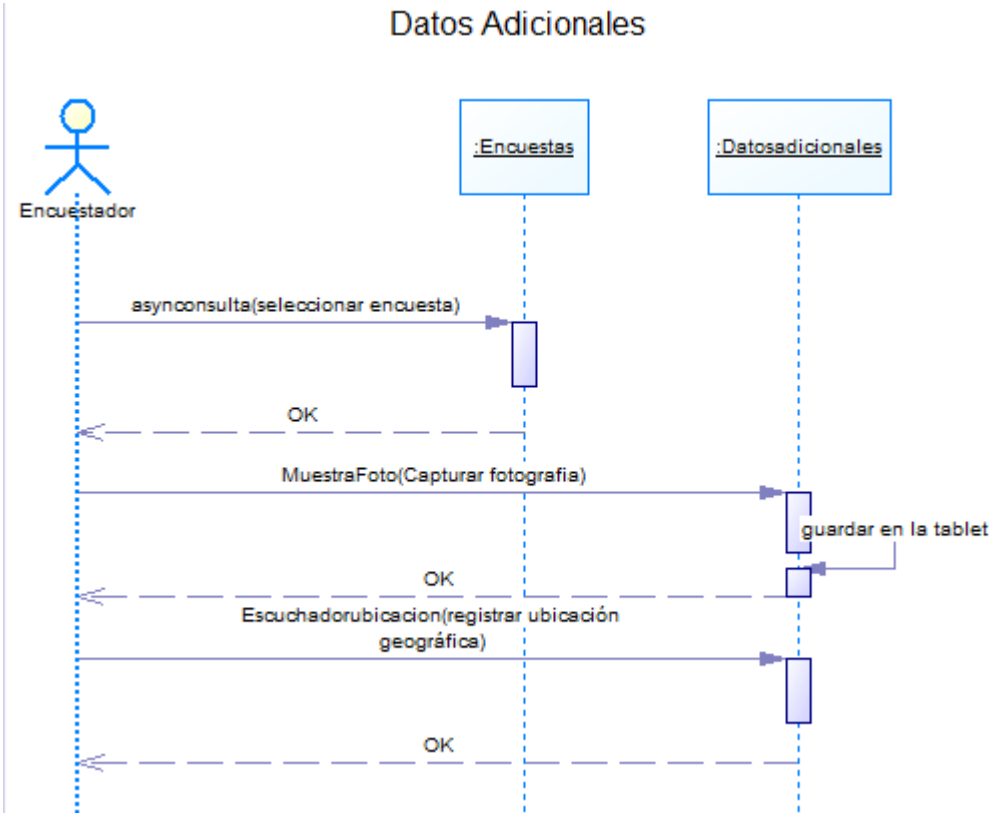 Datos Adicionales
:Encuestas
:Datosadicionales
Encuestador
asynconsulta(seleccionar encuesta)
OK
MuestraFoto(Capturar fotografia)
guardar en la tablet
OK
Escuchadorubicacion(registrar ubicación
geográfica)
OK